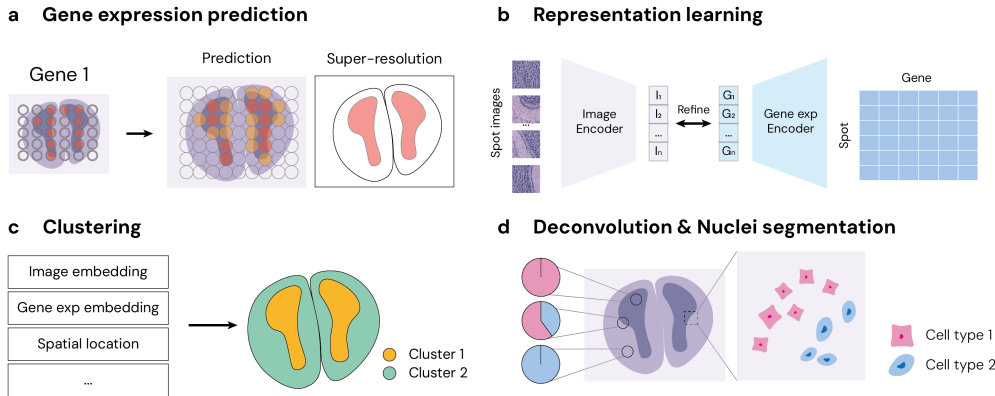 a Gene expression prediction
Gene 1
Prediction
Super-resolution
b Representation learning
Spot images
...
Image
Encoder
I1
I2
...
In
Refine
G1
G2
...
Gn
Gene exp
Encoder
Gene
Spot
c Clustering
Image embedding
Gene exp embedding
Spatial location
...
Cluster 1
Cluster 2
d Deconvolution & Nuclei segmentation
Cell type 1
Cell type 2